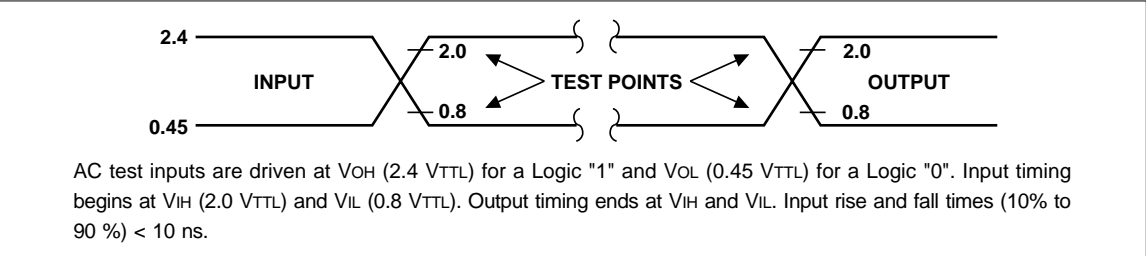 2.4
2.0
2.0
INPUT
TEST POINTS
OUTPUT
0.8
0.8
0.45
AC test inputs are driven at VOH (2.4 VTTL) for a Logic "1" and VOL (0.45 VTTL) for a Logic "0". Input timing
begins at VIH (2.0 VTTL) and VIL (0.8 VTTL). Output timing ends at VIH and VIL. Input rise and fall times (10% to
90 %) < 10 ns.